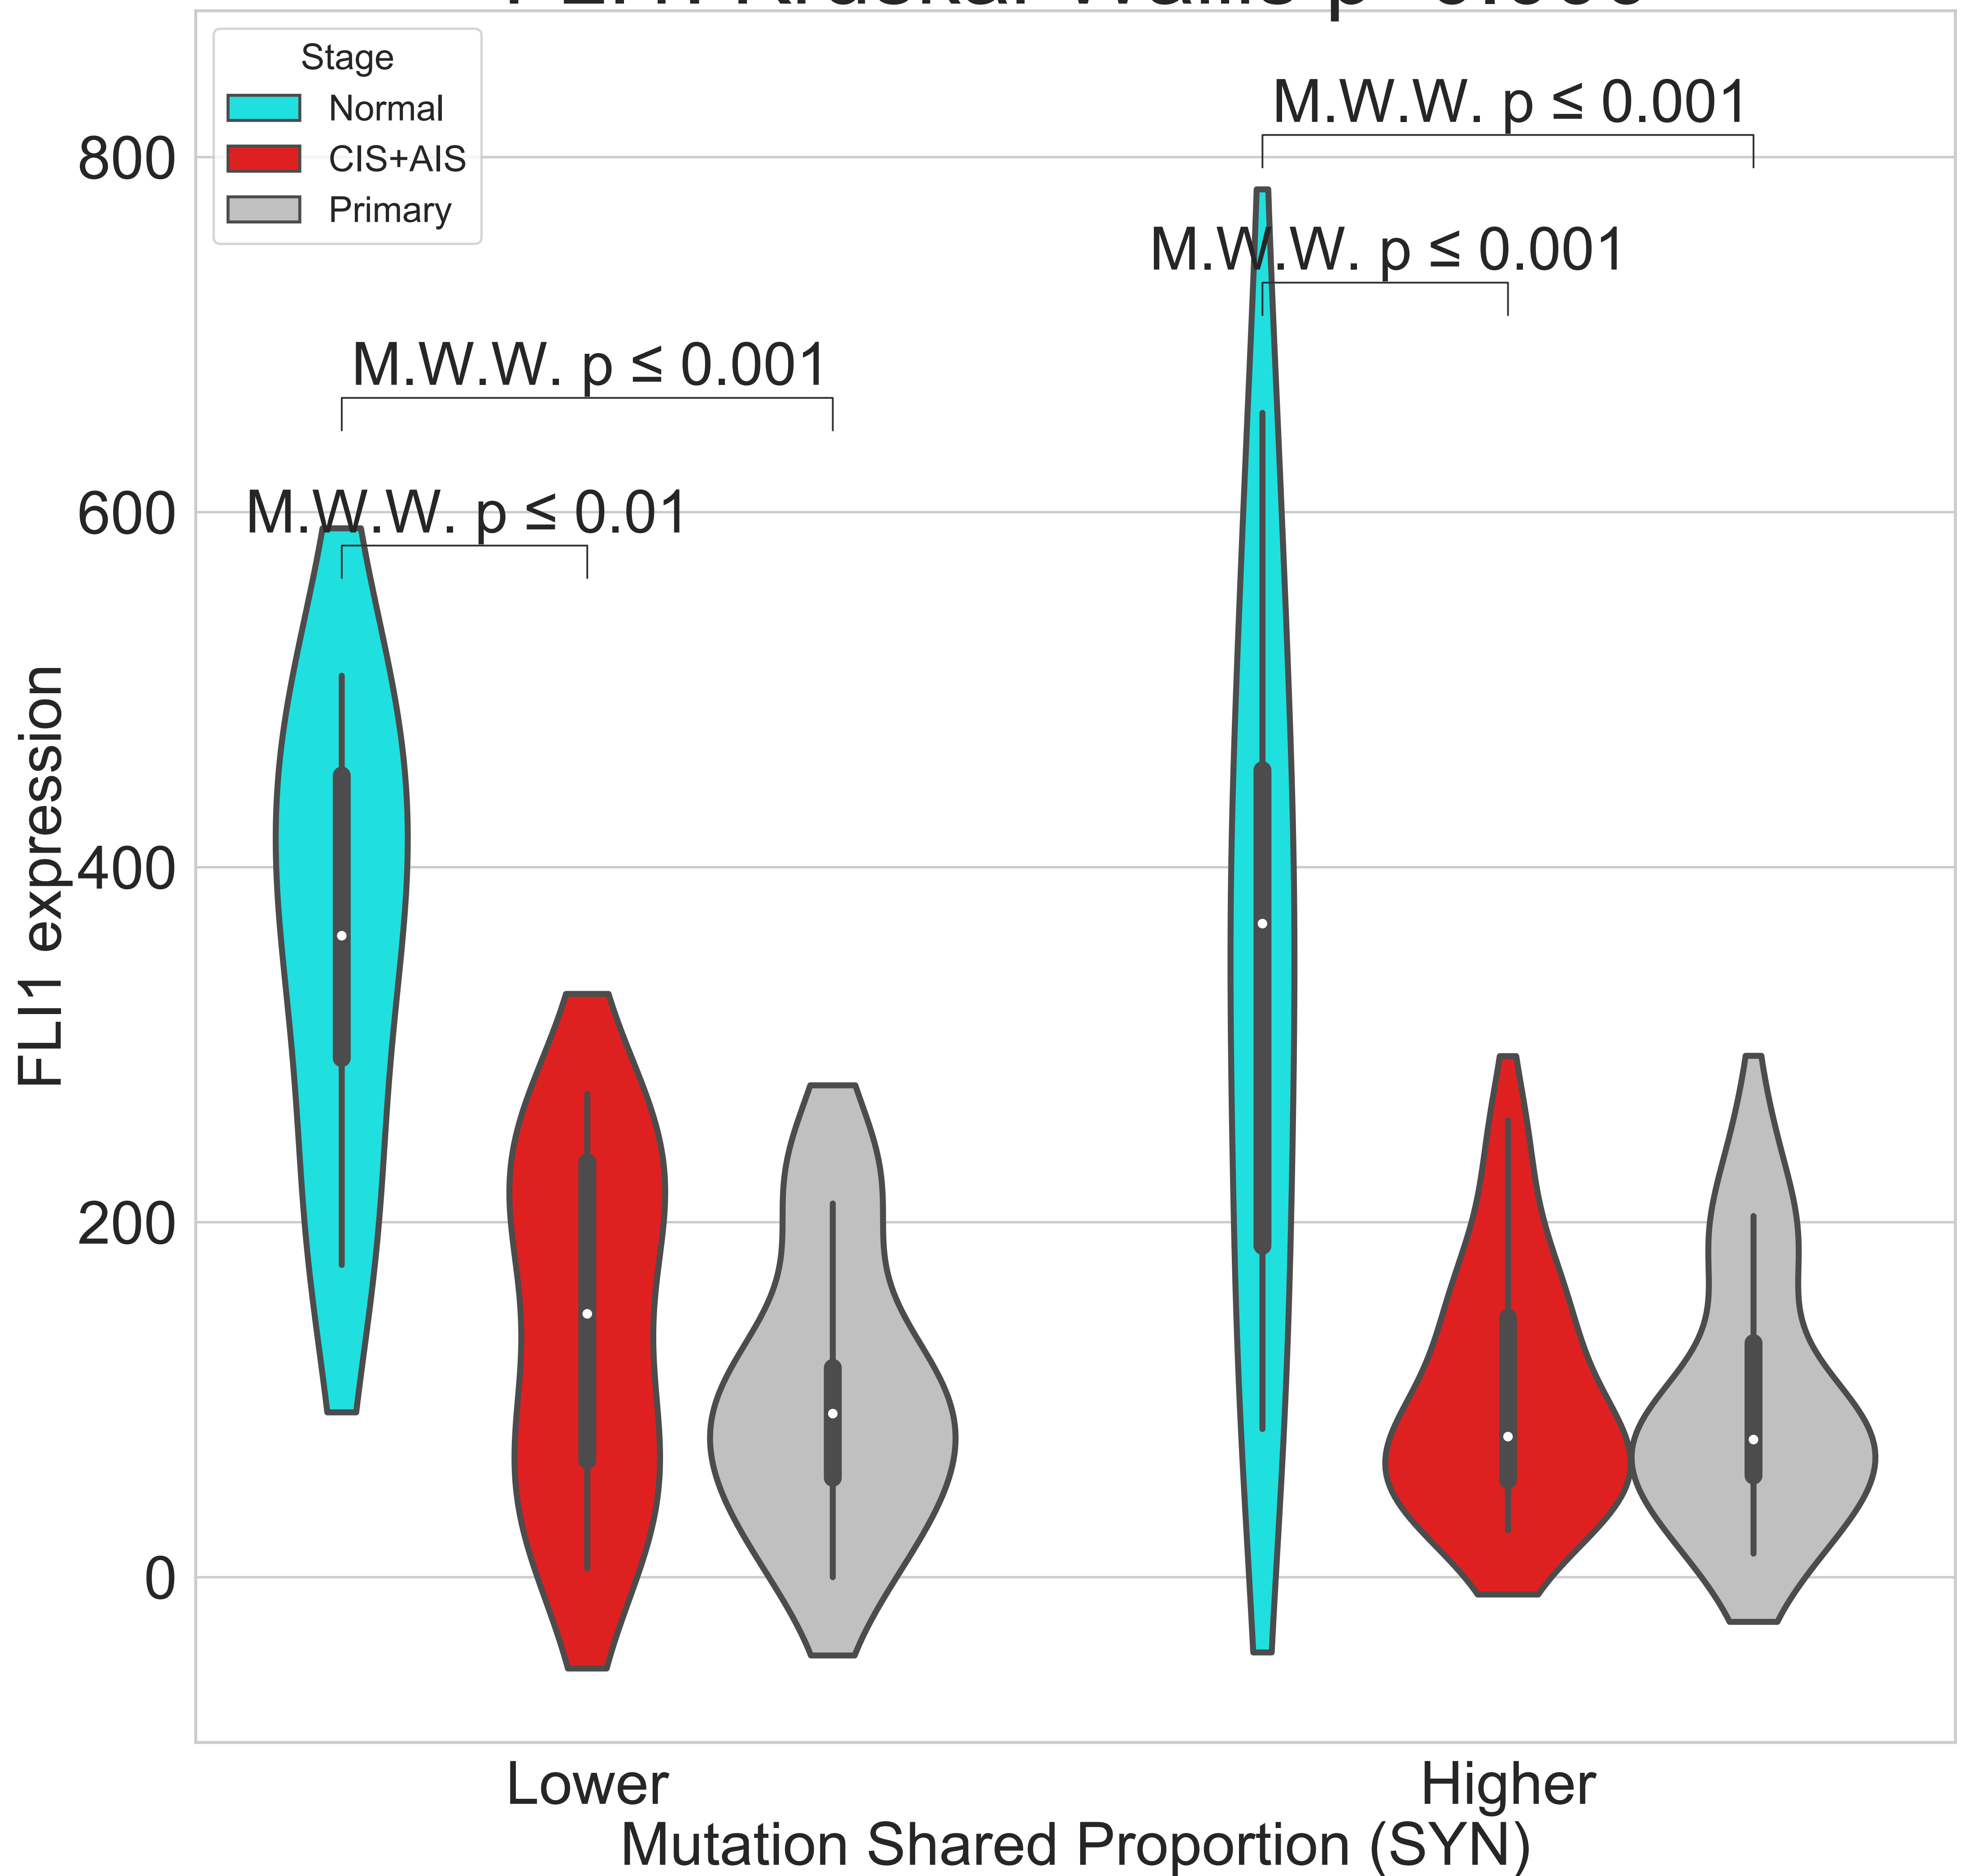 Stage
Normal
CIS+AIS
Primary
M.W.W. p ≤ 0.001
M.W.W. p ≤ 0.001
M.W.W. p ≤ 0.001
M.W.W. p ≤ 0.01
800
600
400
200
0
FLI1 expression
Lower
Higher
Mutation Shared Proportion (SYN)